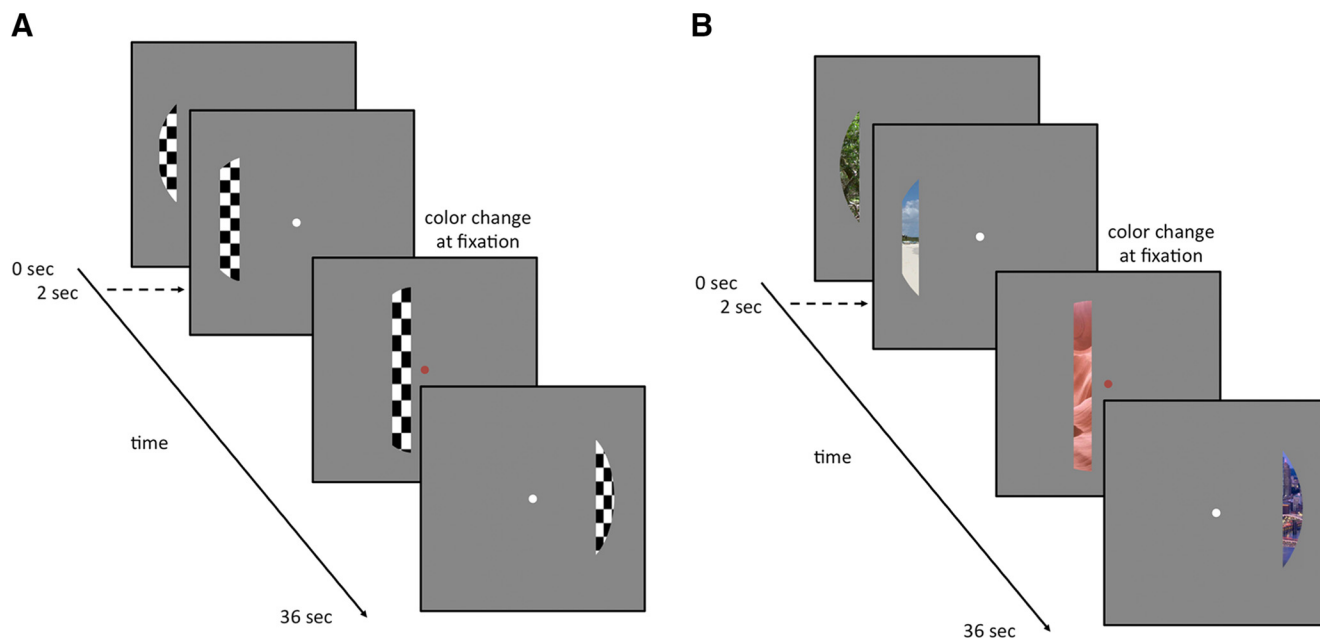 A
color change
at fixation
0 sec
2 sec
time
36 sec
B
color change
at fixation
0 sec
2 sec
time
36 sec